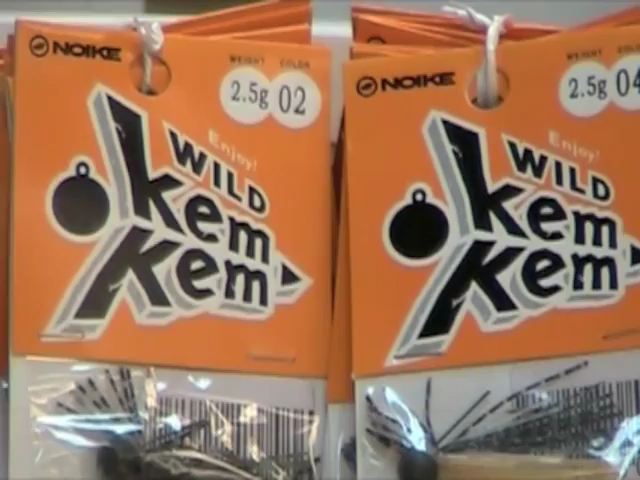 NOIKE
WEIGHT COLOR
2.5g 02
Enjoy!
WILD
kem
kem
NOIKE
WEIGHT COLOR
2.5g 04
Enjoy!
WILD
kem
kem